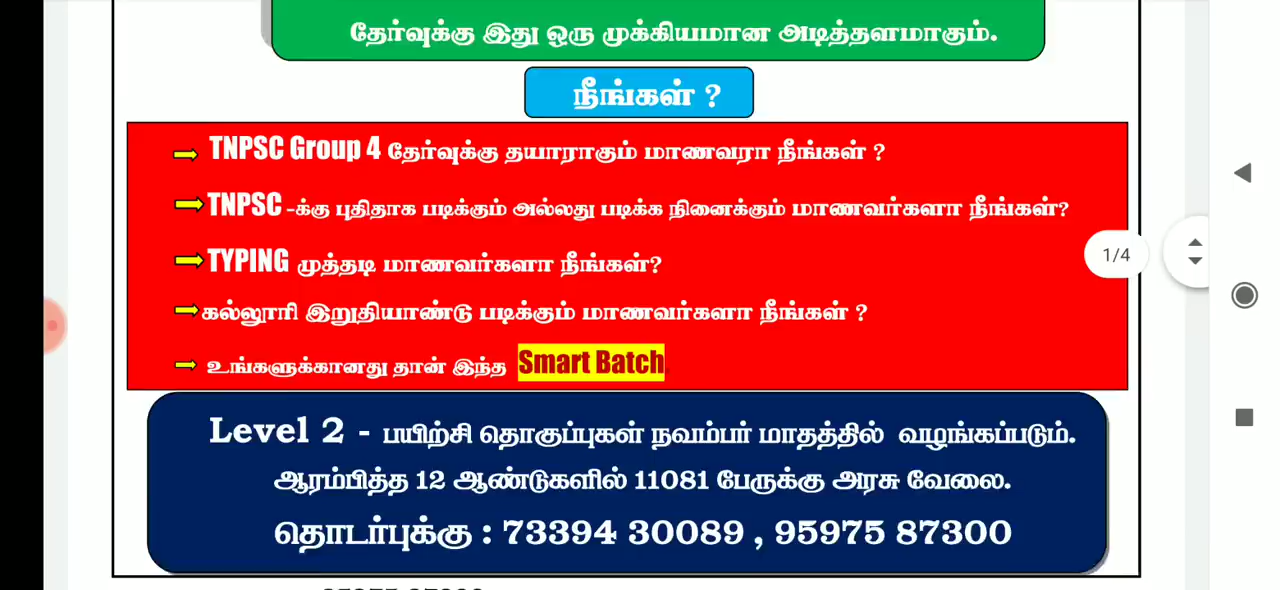 தேர்வுக்கு இது ஒரு முக்கியமான அடித்தளமாகும்.
நீங்கள் ?
TNPSC Group 4 தேர்வுக்கு தயாராகும் மாணவரா நீங்கள் ?
TNPSC -க்கு புதிதாக படிக்கும் அல்லது படிக்க நினைக்கும் மாணவர்களா நீங்கள்?
1/4
TYPING முத்தடி மாணவர்களா நீங்கள்?
கல்லூரி இறுதியாண்டு படிக்கும் மாணவர்களா நீங்கள் ?
உங்களுக்கானது தான் இந்த Smart Batch
Level 2 - பயிற்சி தொகுப்புகள் நவம்பர் மாதத்தில் வழங்கப்படும்.
ஆரம்பித்த 12 ஆண்டுகளில் 11081 பேருக்கு அரசு வேலை.
தொடர்புக்கு : 73394 30089 , 95975 87300